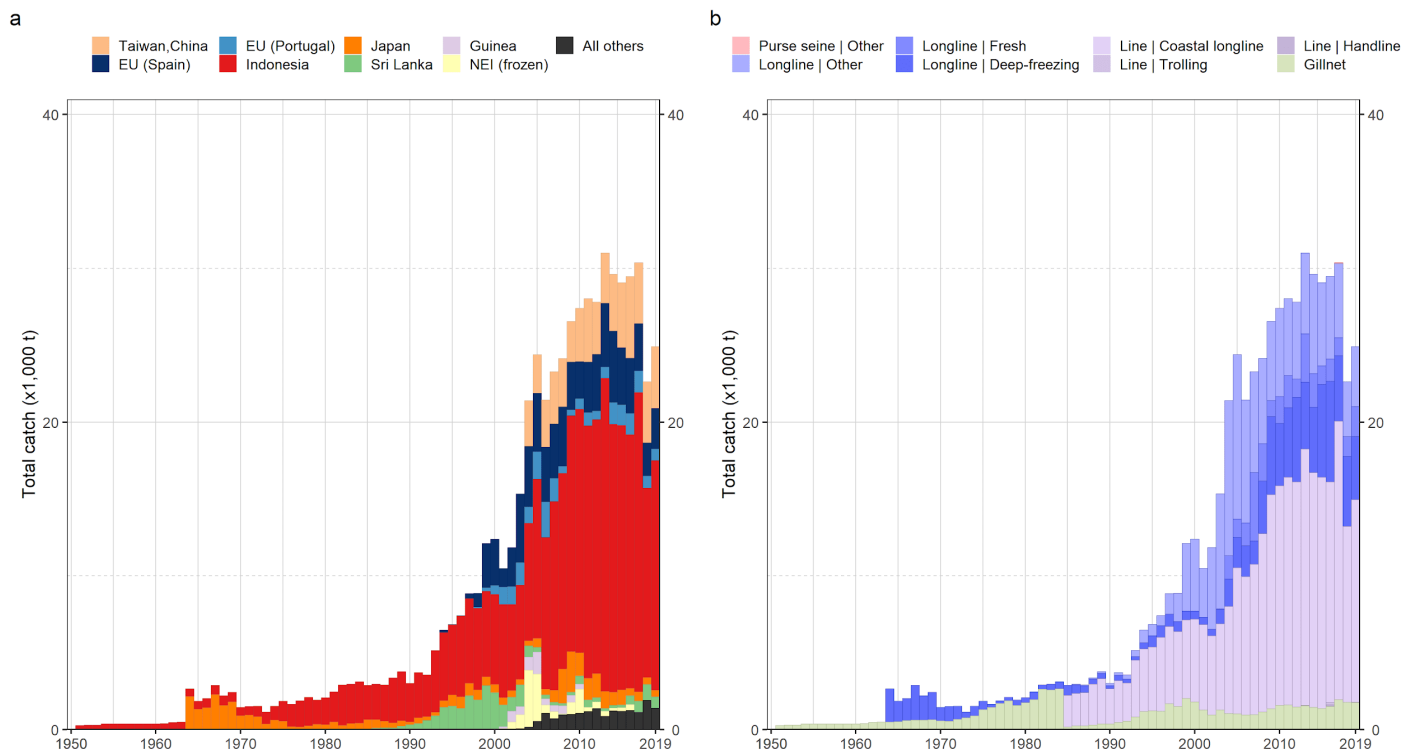 a
Taiwan,China EU (Portugal) Japan Guinea All others
EU (Spain) Indonesia Sri Lanka NEI (frozen)
Total catch (x1,000 t)
40
20
0
40
20
0
1950 1960 1970 1980 1990 2000 2010 2019
b
Purse seine | Other Longline | Fresh Line | Coastal longline Line | Handline
Longline | Other Longline | Deep-freezing Line | Trolling Gillnet
Total catch (x1,000 t)
40
20
0
40
20
0
1950 1960 1970 1980 1990 2000 2010 2019